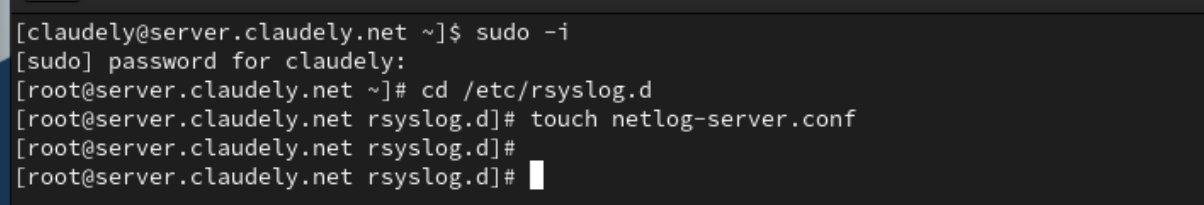 [claudely@server.claudely.net ~]$ sudo -i
[sudo] password for claudely:
[root@server.claudely.net ~]# cd /etc/rsyslog.d
[root@server.claudely.net rsyslog.d]# touch netlog-server.conf
[root@server.claudely.net rsyslog.d]#
[root@server.claudely.net rsyslog.d]#